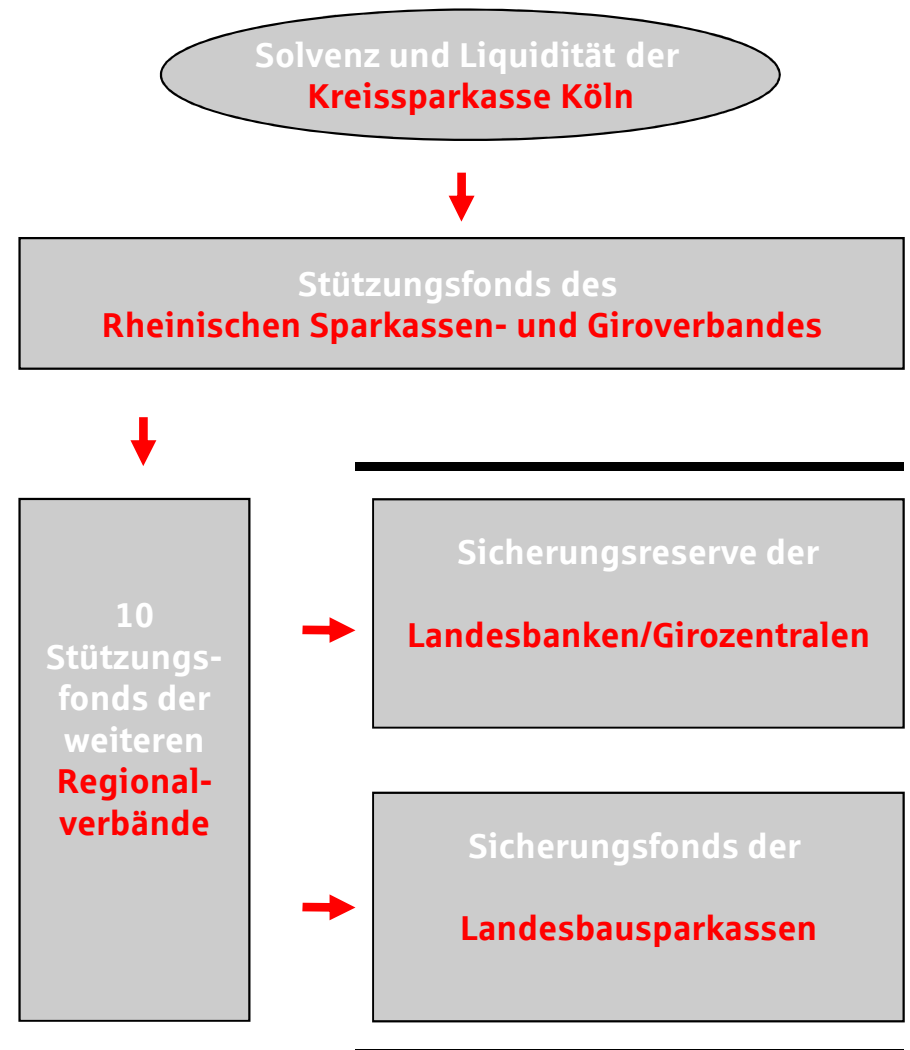 Solvenz und Liquidität der
Kreissparkasse Köln
Stützungsfonds des
Rheinischen Sparkassen- und Giroverbandes
10
Stützungs-
fonds der
weiteren
Regional-
verbände
Sicherungsreserve der
Landesbanken/Girozentralen
Sicherungsfonds der
Landesbausparkassen